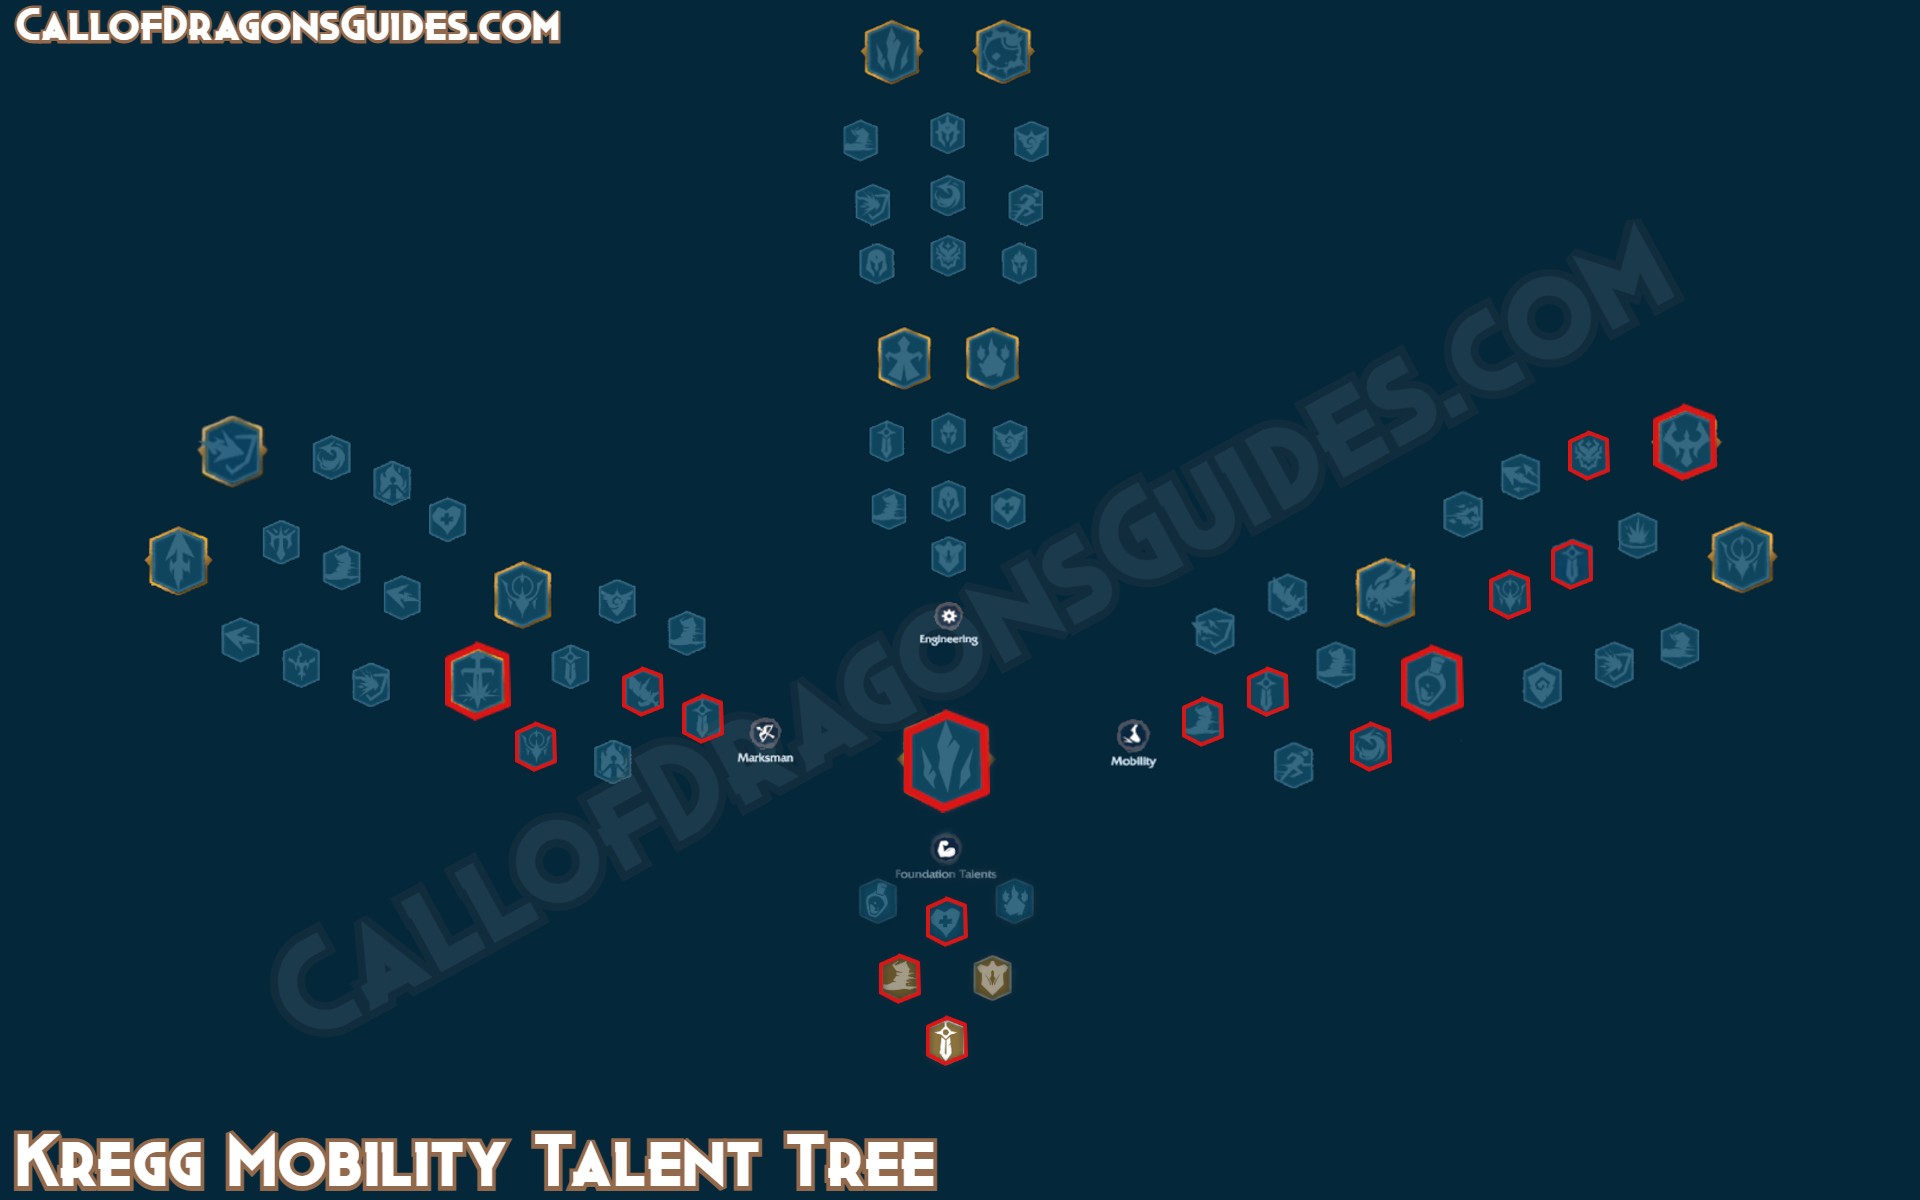 CallofDragonsGuides.com
CallofDragonsGuides.com
Engineering
Marksman
Mobility
Foundation Talents
Kregg Mobility Talent Tree